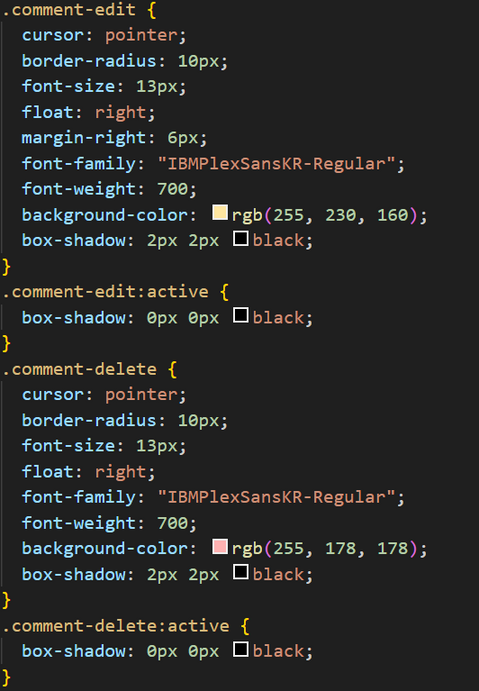 .comment-edit {
  cursor: pointer;
  border-radius: 10px;
  font-size: 13px;
  float: right;
  margin-right: 6px;
  font-family: "IBMPlexSansKR-Regular";
  font-weight: 700;
  background-color: rgb(255, 230, 160);
  box-shadow: 2px 2px black;
}
.comment-edit:active {
  box-shadow: 0px 0px black;
}
.comment-delete {
  cursor: pointer;
  border-radius: 10px;
  font-size: 13px;
  float: right;
  font-family: "IBMPlexSansKR-Regular";
  font-weight: 700;
  background-color: rgb(255, 178, 178);
  box-shadow: 2px 2px black;
}
.comment-delete:active {
  box-shadow: 0px 0px black;
}